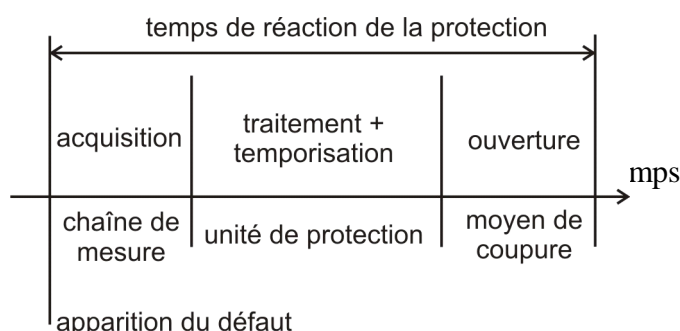 temps de réaction de la protection
acquisition
traitement +
temporisation
ouverture
mps
chaîne de
mesure
unité de protection
moyen de
coupure
apparition du défaut